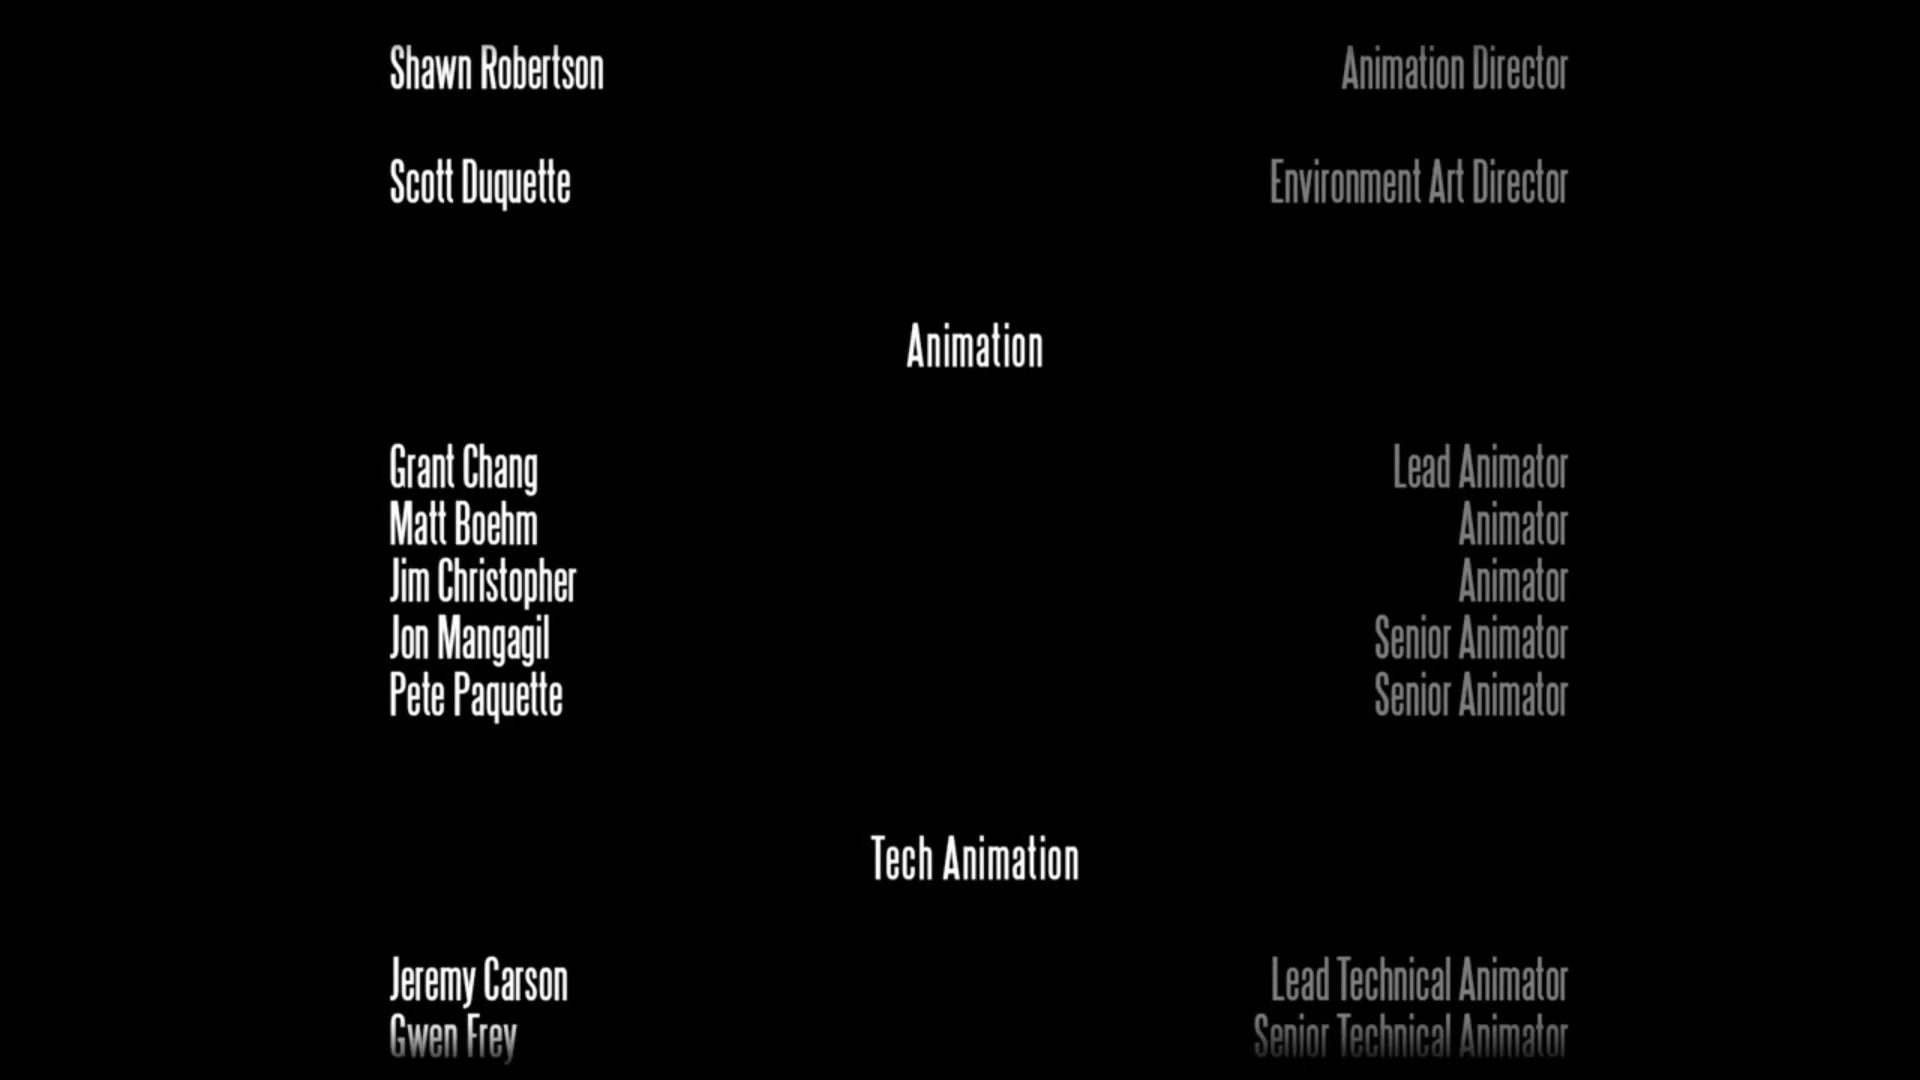 Shawn Robertson Animation Director
Scott Duquette Environment Art Director
Animation
Grant Chang Lead Animator
Matt Boehm Animator
Jim Christopher Animator
Jon Mangagil Senior Animator
Pete Paquette Senior Animator
Tech Animation
Jeremy Carson Lead Technical Animator
Gwen Frey Senior Technical Animator